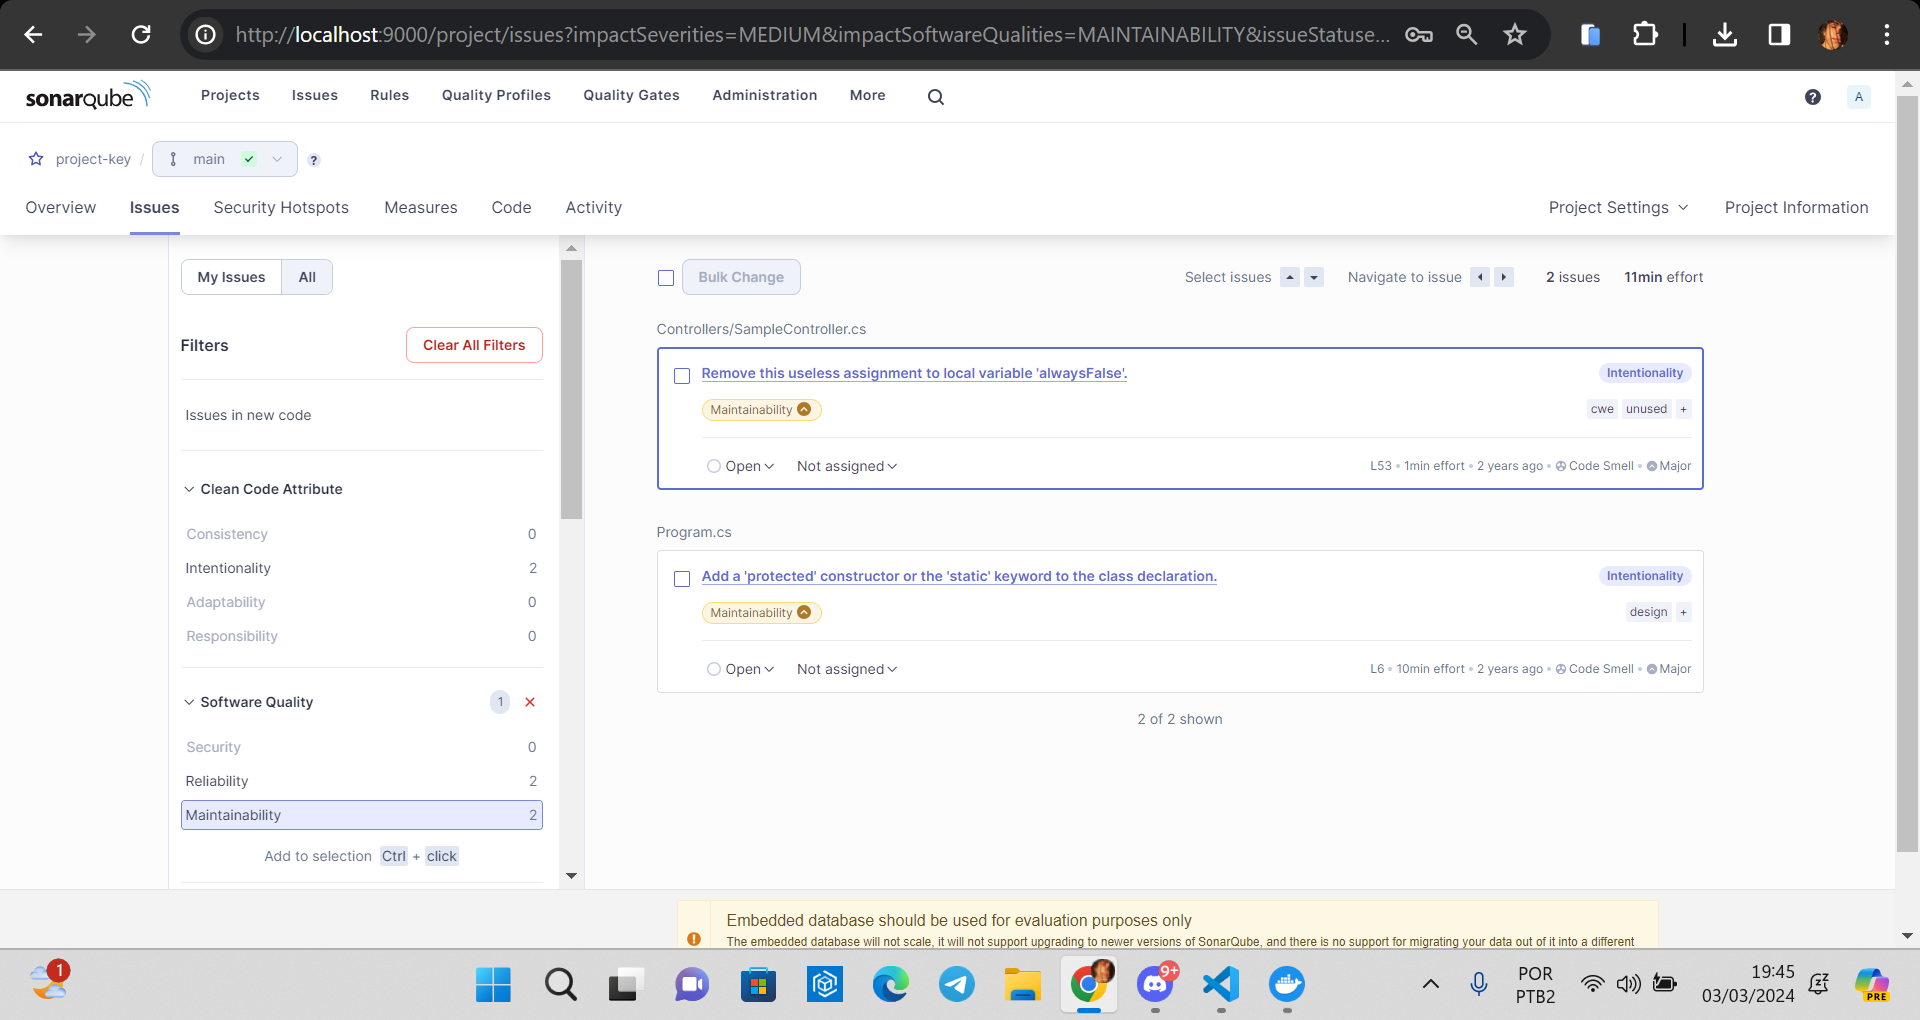 http://localhost:9000/project/issues?impactSeverities=MEDIUM&impactSoftwareQualities=MAINTAINABILITY&issueStatuse...
sonarqube Projects Issues Rules Quality Profiles Quality Gates Administration More ? A
project-key / main ?
Overview Issues Security Hotspots Measures Code Activity Project Settings Project Information
My Issues All
Filters Clear All Filters
Issues in new code
Clean Code Attribute
Consistency 0
Intentionality 2
Adaptability 0
Responsibility 0
Software Quality 1
Security 0
Reliability 2
Maintainability 2
Add to selection Ctrl + click
Bulk Change Select issues Navigate to issue 2 issues 11min effort
Controllers/SampleController.cs
Remove this useless assignment to local variable 'alwaysFalse'. Intentionality
Maintainability cwe unused +
Open Not assigned L53 • 1min effort • 2 years ago • Code Smell • Major
Program.cs
Add a 'protected' constructor or the 'static' keyword to the class declaration. Intentionality
Maintainability design +
Open Not assigned L6 • 10min effort • 2 years ago • Code Smell • Major
2 of 2 shown
Embedded database should be used for evaluation purposes only
The embedded database will not scale, it will not support upgrading to newer versions of SonarQube, and there is no support for migrating your data out of it into a different
1 9+ POR PTB2 19:45 03/03/2024 PRE